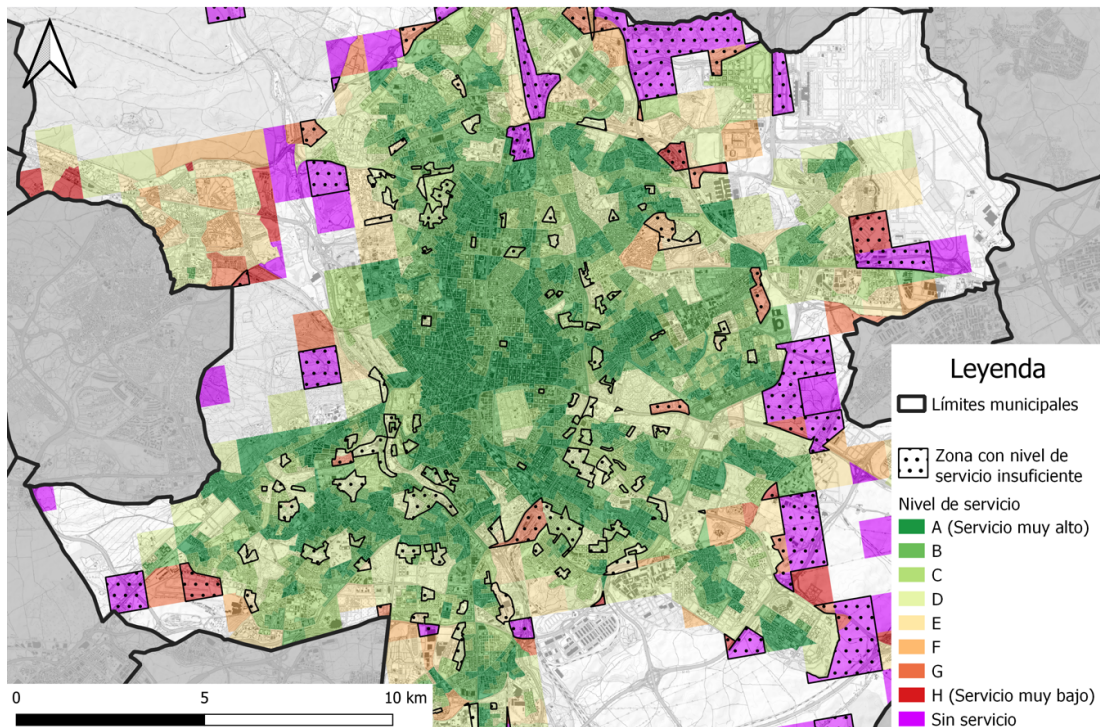 Leyenda
Límites municipales
Zona con nivel de
servicio insuficiente
Nivel de servicio
A (Servicio muy alto)
B
C
D
E
F
G
H (Servicio muy bajo)
Sin servicio
0 5 10 km